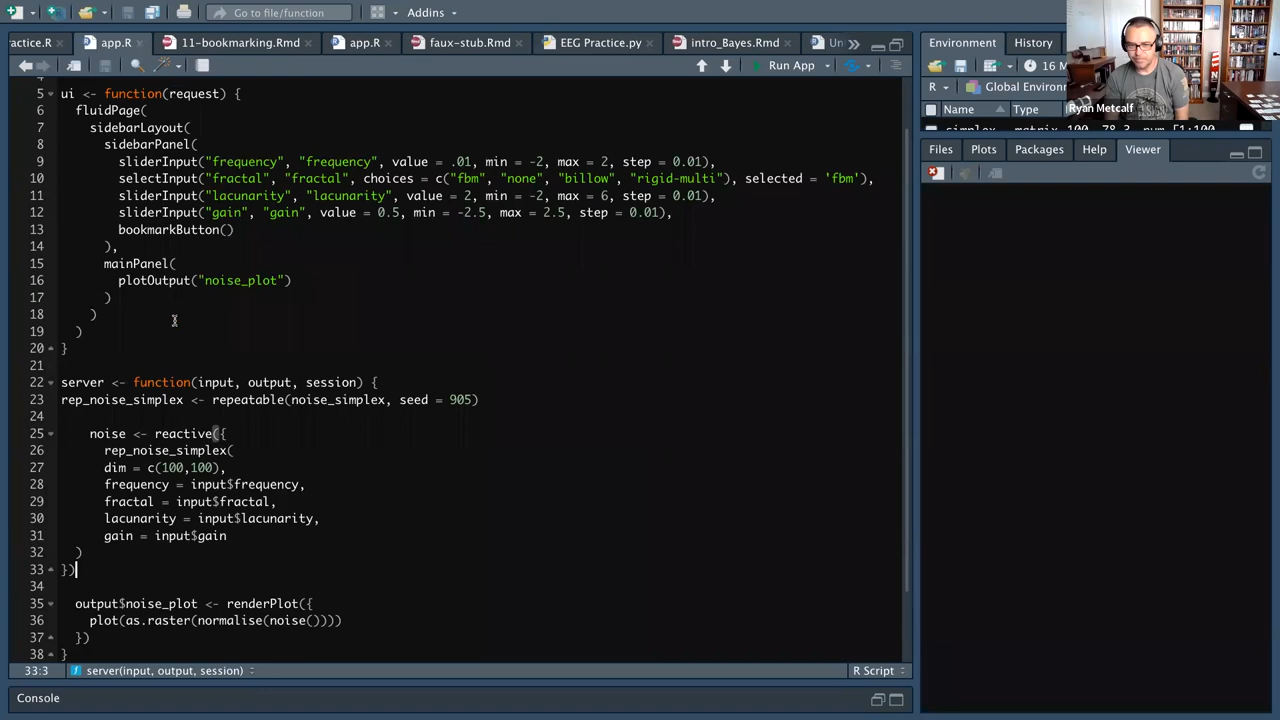 Go to file/function
Addins
ractice.R
app.R
11-bookmarking.Rmd
app.R
faux-stub.Rmd
EEG Practice.py
intro_Bayes.Rmd
Un
Run App
5 ui <- function(request) {
6 fluidPage(
7 sidebarLayout(
8 sidebarPanel(
9 sliderInput("frequency", "frequency", value = .01, min = -2, max = 2, step = 0.01),
10 selectInput("fractal", "fractal", choices = c("fbm", "none", "billow", "rigid-multi"), selected = 'fbm'),
11 sliderInput("lacunarity", "lacunarity", value = 2, min = -2, max = 6, step = 0.01),
12 sliderInput("gain", "gain", value = 0.5, min = -2.5, max = 2.5, step = 0.01),
13 bookmarkButton()
14 ),
15 mainPanel(
16 plotOutput("noise_plot")
17 )
18 )
19 )
20 }
21
22 server <- function(input, output, session) {
23 rep_noise_simplex <- repeatable(noise_simplex, seed = 905)
24
25 noise <- reactive({
26 rep_noise_simplex(
27 dim = c(100,100),
28 frequency = input$frequency,
29 fractal = input$fractal,
30 lacunarity = input$lacunarity,
31 gain = input$gain
32 )
33 })
34
35 output$noise_plot <- renderPlot({
36 plot(as.raster(normalise(noise())))
37 })
38 }
33:3
server(input, output, session)
R Script
Console
Environment
History
16 M
R
Global Environ
Name
Type
simplex matrix 100 78.3 num [1:100
Ryan Metcalf
Files
Plots
Packages
Help
Viewer